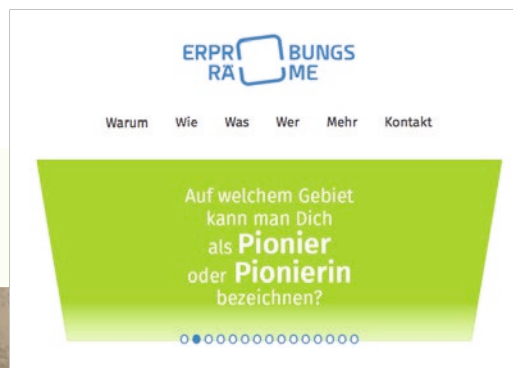 ERPR BUNGS
RÄ ME
Warum Wie Was Wer Mehr Kontakt
Auf welchem Gebiet
kann man Dich
als Pionier
oder Pionierin
bezeichnen?